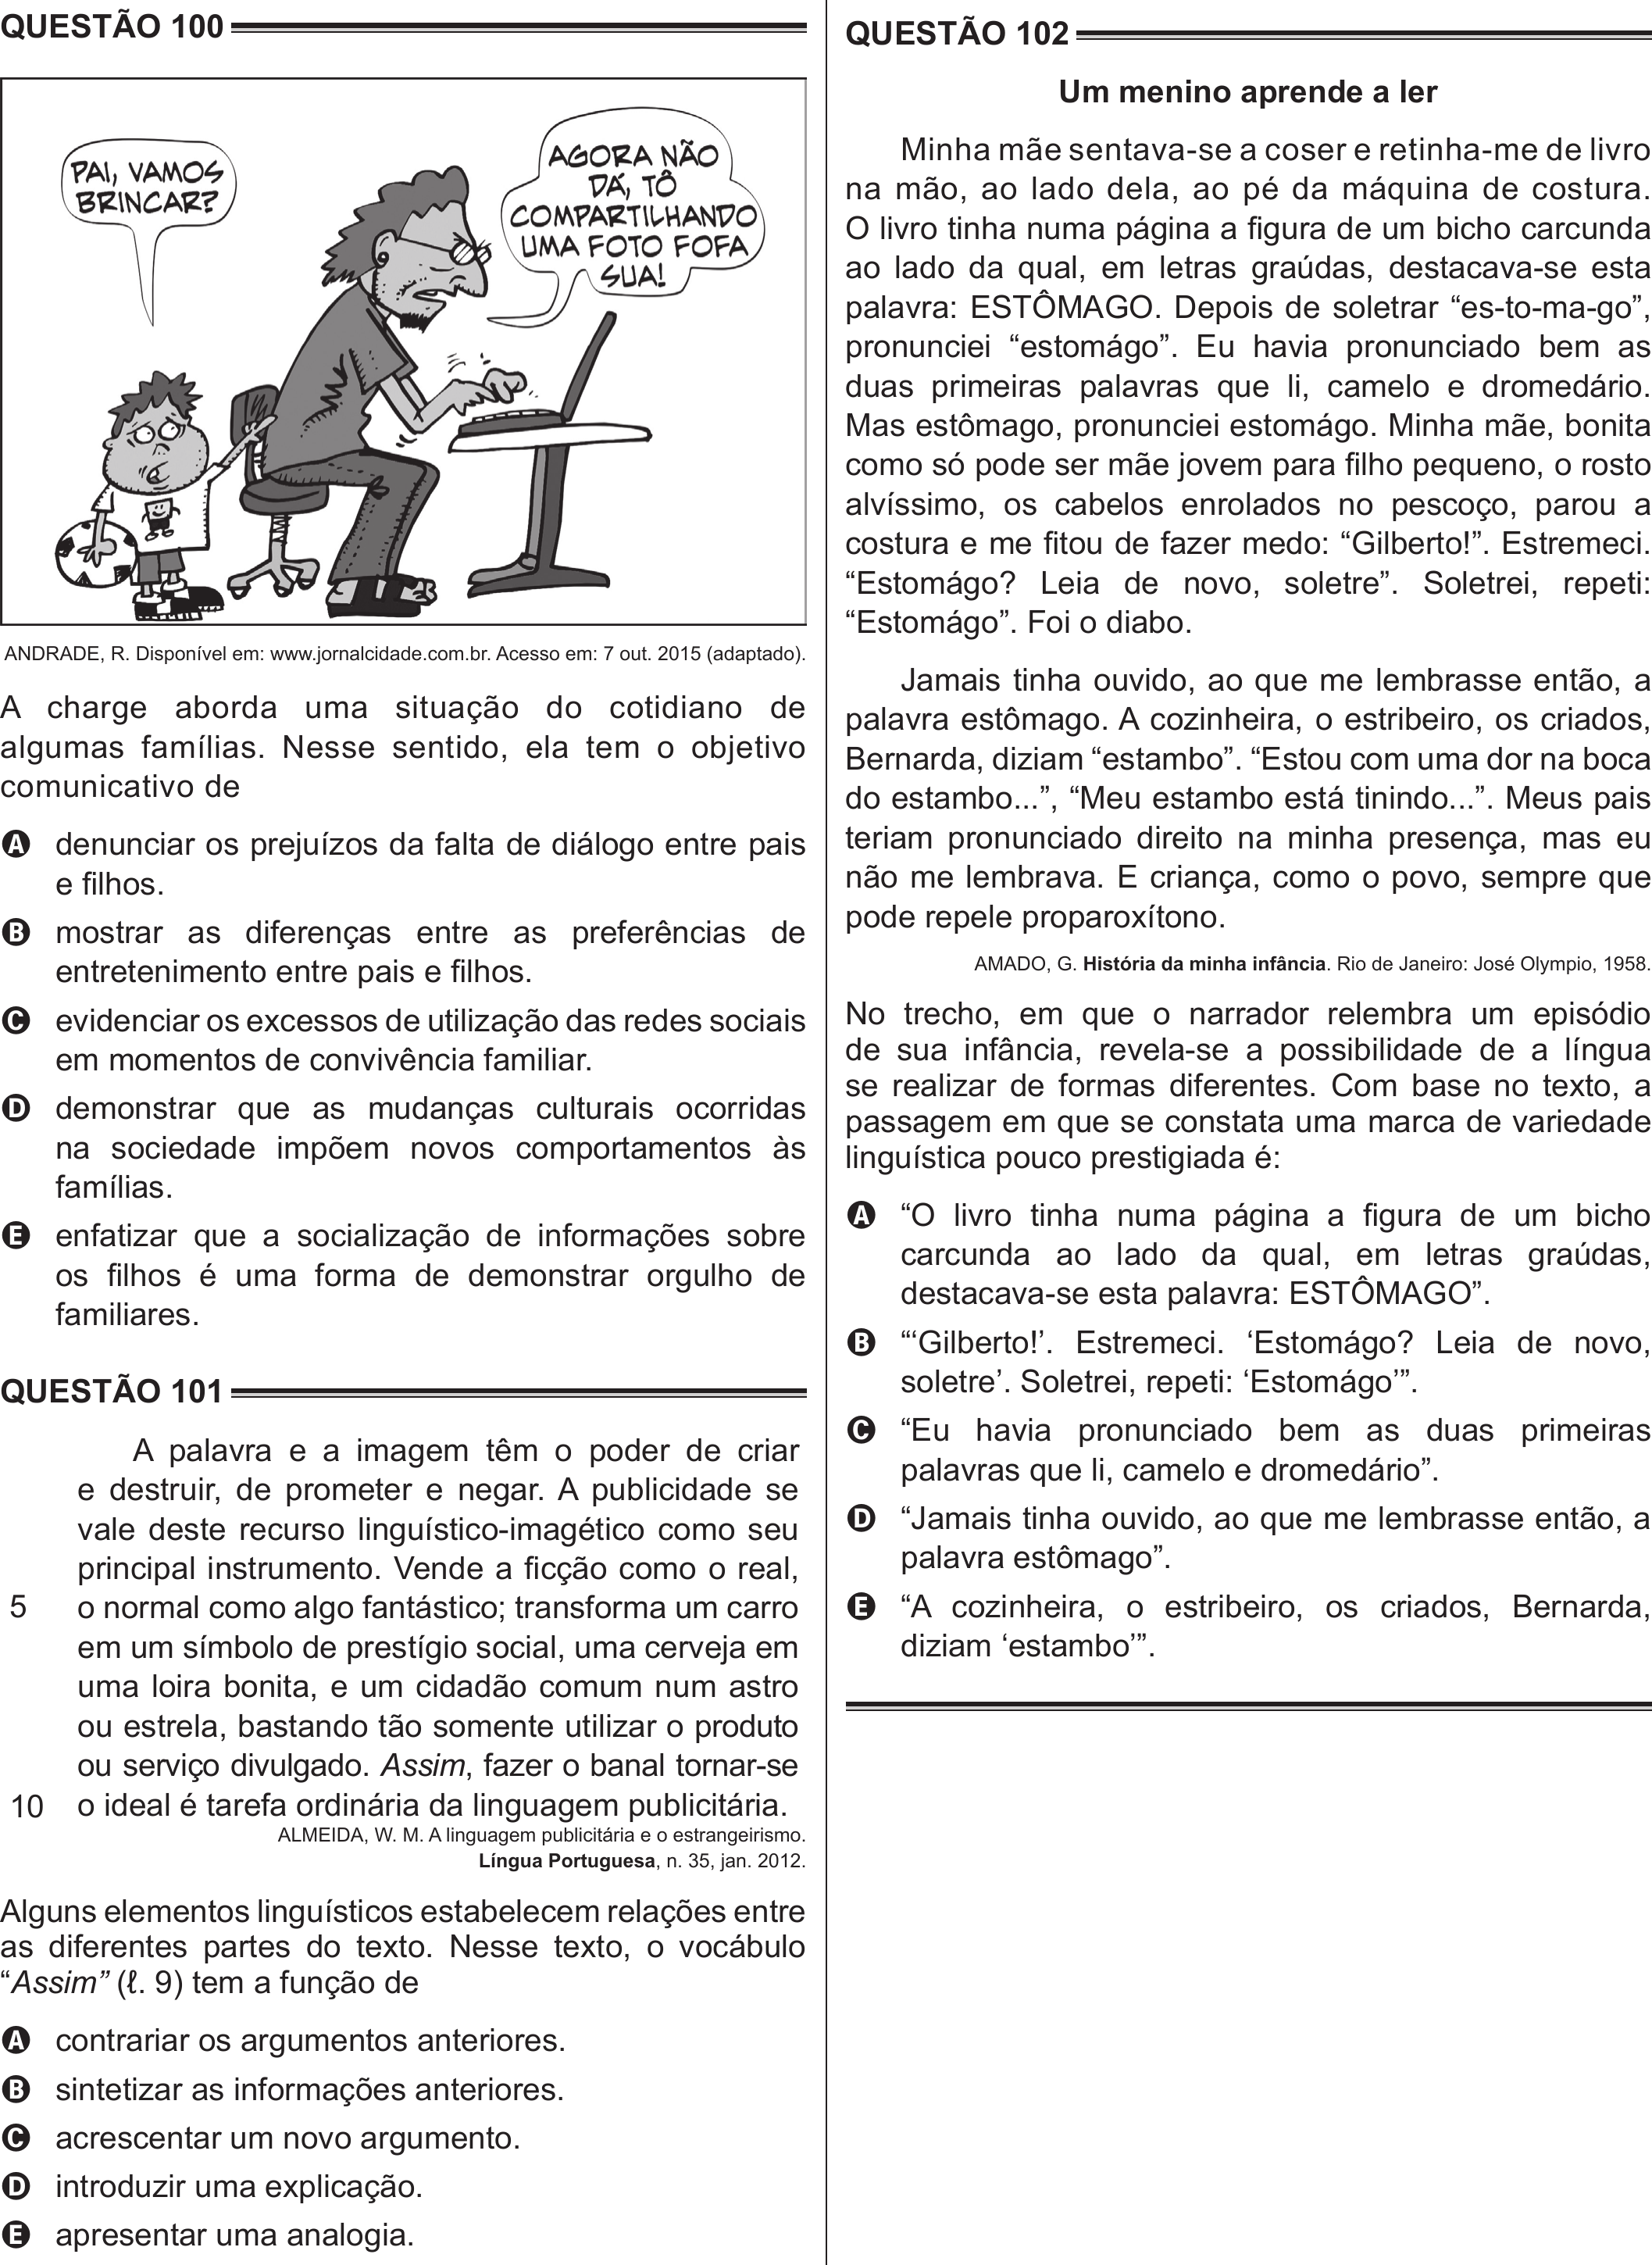 QUESTÃO 100
PAI, VAMOS
BRINCAR?
AGORA NÃO
DÁ, TÔ
COMPARTILHANDO
UMA FOTO FOFA
SUA!
ANDRADE, R. Disponível em: www.jornalcidade.com.br. Acesso em: 7 out. 2015 (adaptado).
A charge aborda uma situação do cotidiano de
algumas famílias. Nesse sentido, ela tem o objetivo
comunicativo de
A denunciar os prejuízos da falta de diálogo entre pais
e filhos.
B mostrar as diferenças entre as preferências de
entretenimento entre pais e filhos.
C evidenciar os excessos de utilização das redes sociais
em momentos de convivência familiar.
D demonstrar que as mudanças culturais ocorridas
na sociedade impõem novos comportamentos às
famílias.
E enfatizar que a socialização de informações sobre
os filhos é uma forma de demonstrar orgulho de
familiares.
QUESTÃO 101
A palavra e a imagem têm o poder de criar
e destruir, de prometer e negar. A publicidade se
vale deste recurso linguístico-imagético como seu
principal instrumento. Vende a ficção como o real,
5 o normal como algo fantástico; transforma um carro
em um símbolo de prestígio social, uma cerveja em
uma loira bonita, e um cidadão comum num astro
ou estrela, bastando tão somente utilizar o produto
ou serviço divulgado. Assim, fazer o banal tornar-se
10 o ideal é tarefa ordinária da linguagem publicitária.
ALMEIDA, W. M. A linguagem publicitária e o estrangeirismo.
Língua Portuguesa, n. 35, jan. 2012.
Alguns elementos linguísticos estabelecem relações entre
as diferentes partes do texto. Nesse texto, o vocábulo
“Assim” (ℓ. 9) tem a função de
A contrariar os argumentos anteriores.
B sintetizar as informações anteriores.
C acrescentar um novo argumento.
D introduzir uma explicação.
E apresentar uma analogia.
QUESTÃO 102
Um menino aprende a ler
Minha mãe sentava-se a coser e retinha-me de livro
na mão, ao lado dela, ao pé da máquina de costura.
O livro tinha numa página a figura de um bicho carcunda
ao lado da qual, em letras graúdas, destacava-se esta
palavra: ESTÔMAGO. Depois de soletrar “es-to-ma-go”,
pronunciei “estomágo”. Eu havia pronunciado bem as
duas primeiras palavras que li, camelo e dromedário.
Mas estômago, pronunciei estomágo. Minha mãe, bonita
como só pode ser mãe jovem para filho pequeno, o rosto
alvíssimo, os cabelos enrolados no pescoço, parou a
costura e me fitou de fazer medo: “Gilberto!”. Estremeci.
“Estomágo? Leia de novo, soletre”. Soletrei, repeti:
“Estomágo”. Foi o diabo.
Jamais tinha ouvido, ao que me lembrasse então, a
palavra estômago. A cozinheira, o estribeiro, os criados,
Bernarda, diziam “estambo”. “Estou com uma dor na boca
do estambo...”, “Meu estambo está tinindo...”. Meus pais
teriam pronunciado direito na minha presença, mas eu
não me lembrava. E criança, como o povo, sempre que
pode repele proparoxítono.
AMADO, G. História da minha infância. Rio de Janeiro: José Olympio, 1958.
No trecho, em que o narrador relembra um episódio
de sua infância, revela-se a possibilidade de a língua
se realizar de formas diferentes. Com base no texto, a
passagem em que se constata uma marca de variedade
linguística pouco prestigiada é:
A “O livro tinha numa página a figura de um bicho
carcunda ao lado da qual, em letras graúdas,
destacava-se esta palavra: ESTÔMAGO”.
B “‘Gilberto!’. Estremeci. ‘Estomágo? Leia de novo,
soletre’. Soletrei, repeti: ‘Estomágo’”.
C “Eu havia pronunciado bem as duas primeiras
palavras que li, camelo e dromedário”.
D “Jamais tinha ouvido, ao que me lembrasse então, a
palavra estômago”.
E “A cozinheira, o estribeiro, os criados, Bernarda,
diziam ‘estambo’”.